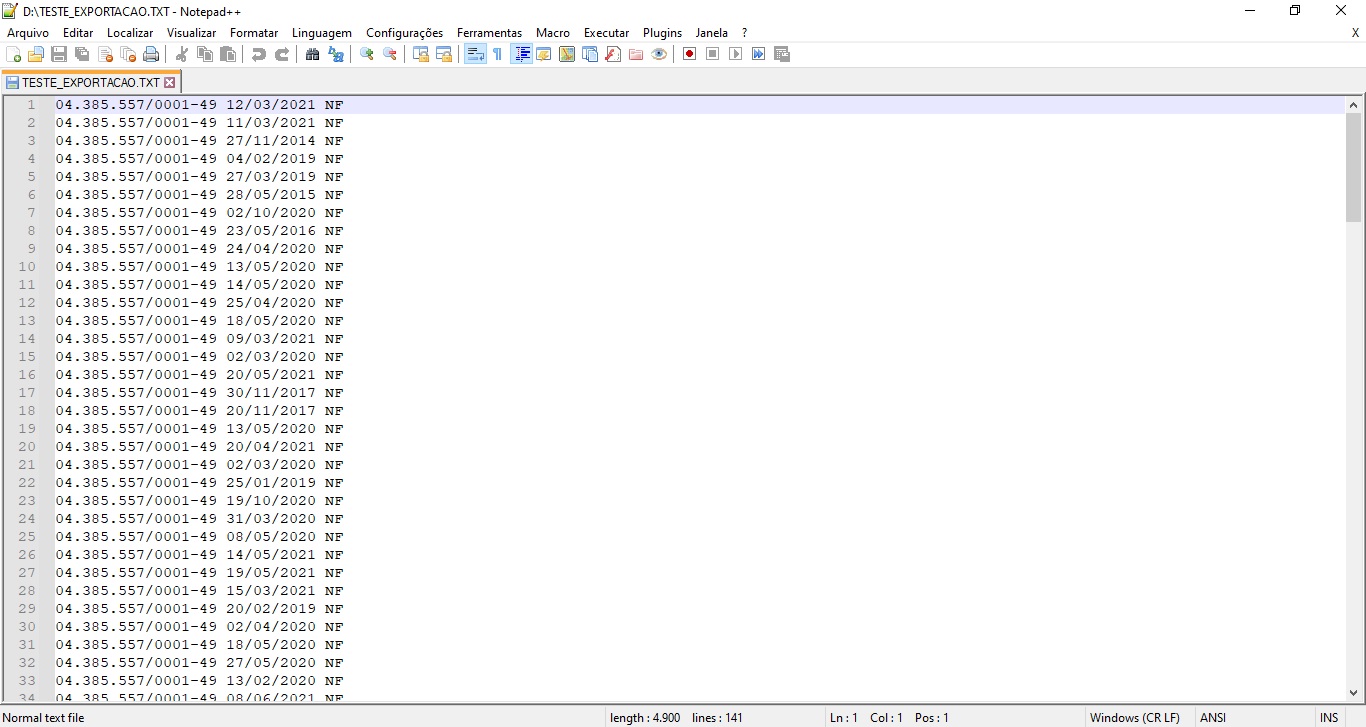 D:\TESTE_EXPORTACAO.TXT - Notepad++
Arquivo Editar Localizar Visualizar Formatar Linguagem Configurações Ferramentas Macro Executar Plugins Janela ? X
TESTE_EXPORTACAO.TXT
1 04.385.557/0001-49 12/03/2021 NF
2 04.385.557/0001-49 11/03/2021 NF
3 04.385.557/0001-49 27/11/2014 NF
4 04.385.557/0001-49 04/02/2019 NF
5 04.385.557/0001-49 27/03/2019 NF
6 04.385.557/0001-49 28/05/2015 NF
7 04.385.557/0001-49 02/10/2020 NF
8 04.385.557/0001-49 23/05/2016 NF
9 04.385.557/0001-49 24/04/2020 NF
10 04.385.557/0001-49 13/05/2020 NF
11 04.385.557/0001-49 14/05/2020 NF
12 04.385.557/0001-49 25/04/2020 NF
13 04.385.557/0001-49 18/05/2020 NF
14 04.385.557/0001-49 09/03/2021 NF
15 04.385.557/0001-49 02/03/2020 NF
16 04.385.557/0001-49 20/05/2021 NF
17 04.385.557/0001-49 30/11/2017 NF
18 04.385.557/0001-49 20/11/2017 NF
19 04.385.557/0001-49 13/05/2020 NF
20 04.385.557/0001-49 20/04/2021 NF
21 04.385.557/0001-49 02/03/2020 NF
22 04.385.557/0001-49 25/01/2019 NF
23 04.385.557/0001-49 19/10/2020 NF
24 04.385.557/0001-49 31/03/2020 NF
25 04.385.557/0001-49 08/05/2020 NF
26 04.385.557/0001-49 14/05/2021 NF
27 04.385.557/0001-49 19/05/2021 NF
28 04.385.557/0001-49 15/03/2021 NF
29 04.385.557/0001-49 20/02/2019 NF
30 04.385.557/0001-49 02/04/2020 NF
31 04.385.557/0001-49 18/05/2020 NF
32 04.385.557/0001-49 27/05/2020 NF
33 04.385.557/0001-49 13/02/2020 NF
34 04.385.557/0001-49 08/06/2021 NF
Normal text file length : 4.900 lines : 141 Ln : 1 Col : 1 Pos : 1 Windows (CR LF) ANSI INS